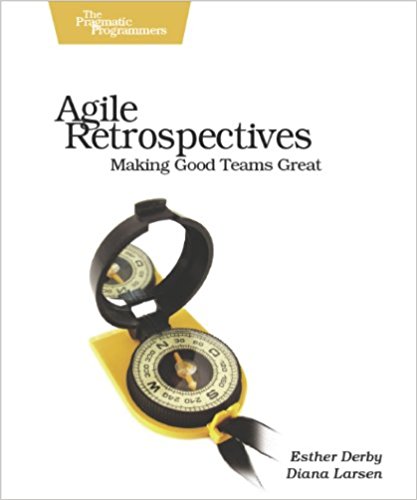 The
Pragmatic
Programmers
Agile
Retrospectives
Making Good Teams Great
N
O
S
W
Esther Derby
Diana Larsen